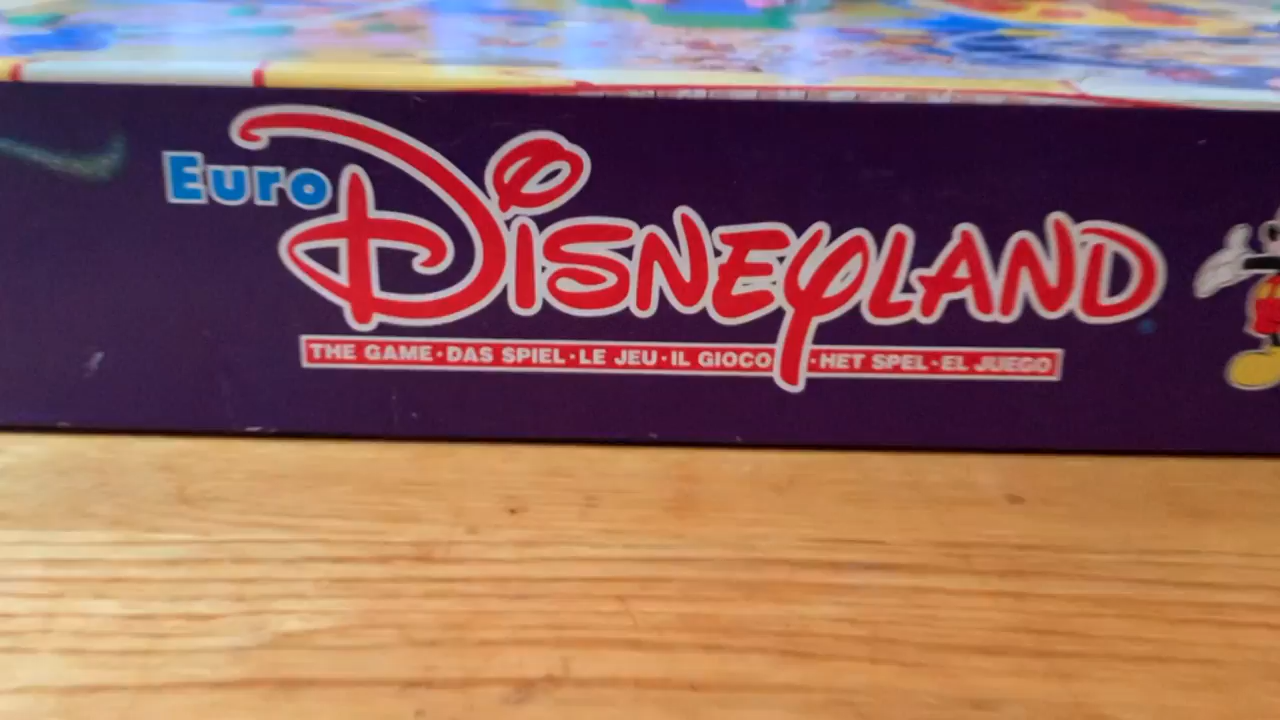 Euro DISNEYLAND
THE GAME·DAS SPIEL·LE JEU·IL GIOCO·HET SPEL·EL JUEGO